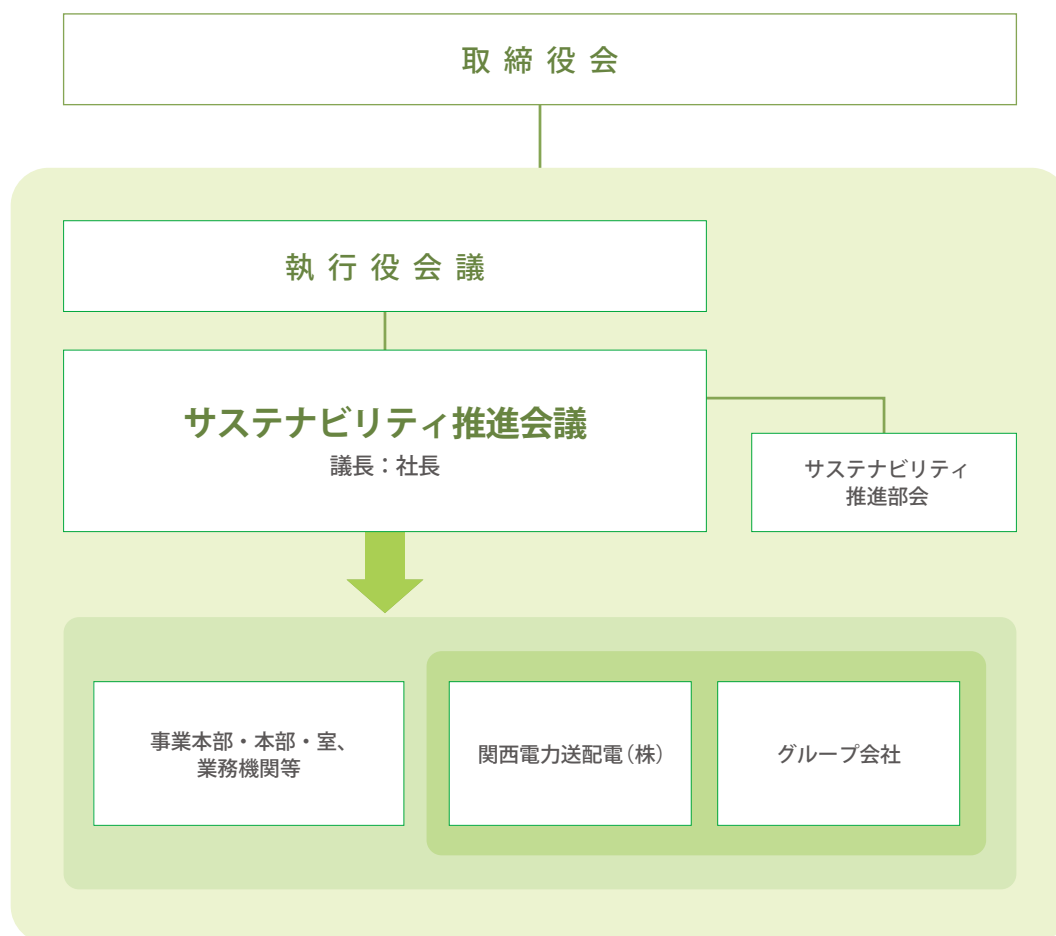 取締役会
執行役会議
サステナビリティ推進会議
議長：社長
サステナビリティ
推進部会
事業本部・本部・室、
業務機関等
関西電力送配電（株）
グループ会社